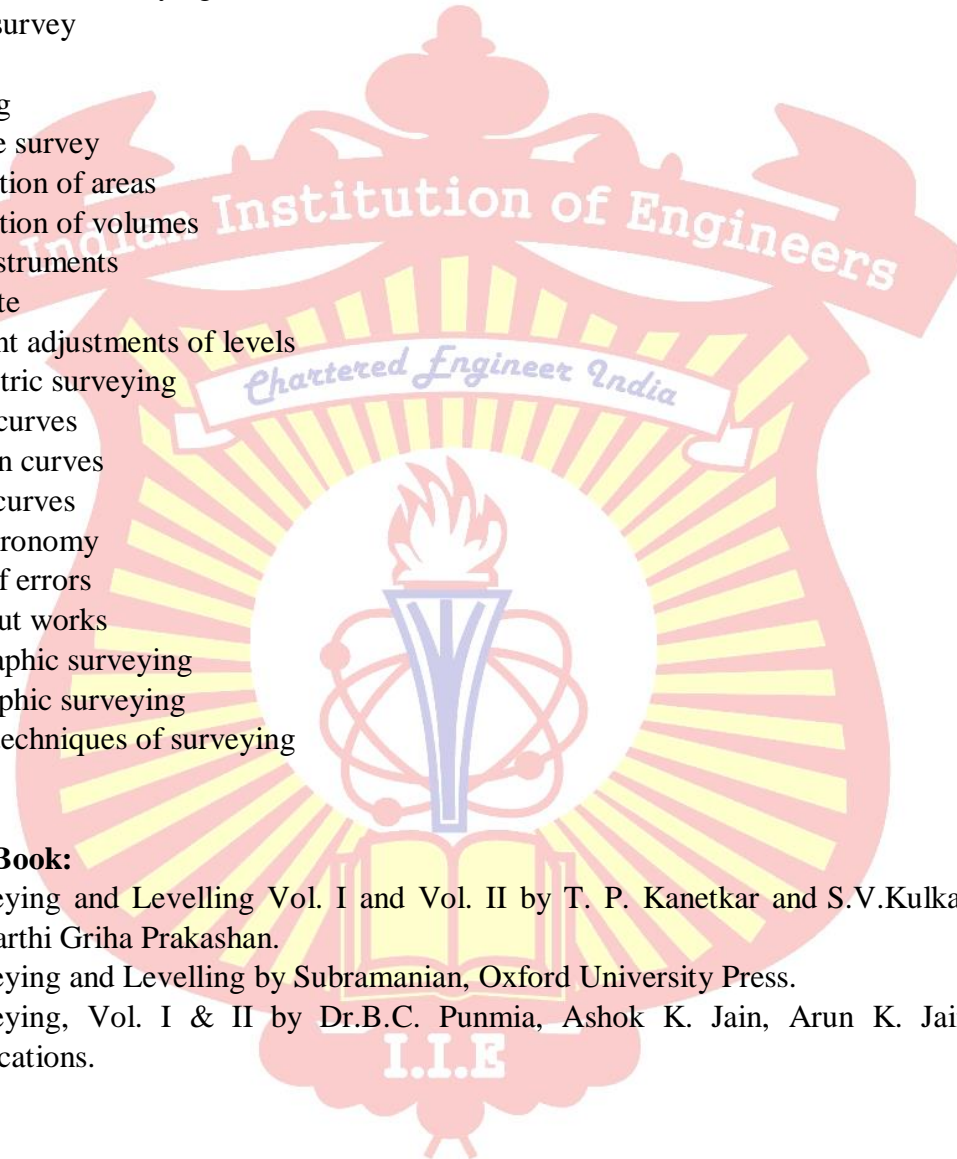 survey
g
e survey
tion of areas
tion of volumes
struments
te
nt adjustments of levels
tric surveying
curves
n curves
curves
ronomy
f errors
ut works
aphic surveying
phic surveying
echniques of surveying
Book:
eying and Levelling Vol. I and Vol. II by T. P. Kanetkar and S.V.Kulka
arthi Griha Prakashan.
eying and Levelling by Subramanian, Oxford University Press.
eying, Vol. I & II by Dr.B.C. Punmia, Ashok K. Jain, Arun K. Jai
cations.
Indian Institution of Engineers
Chartered Engineer India
I.I.E